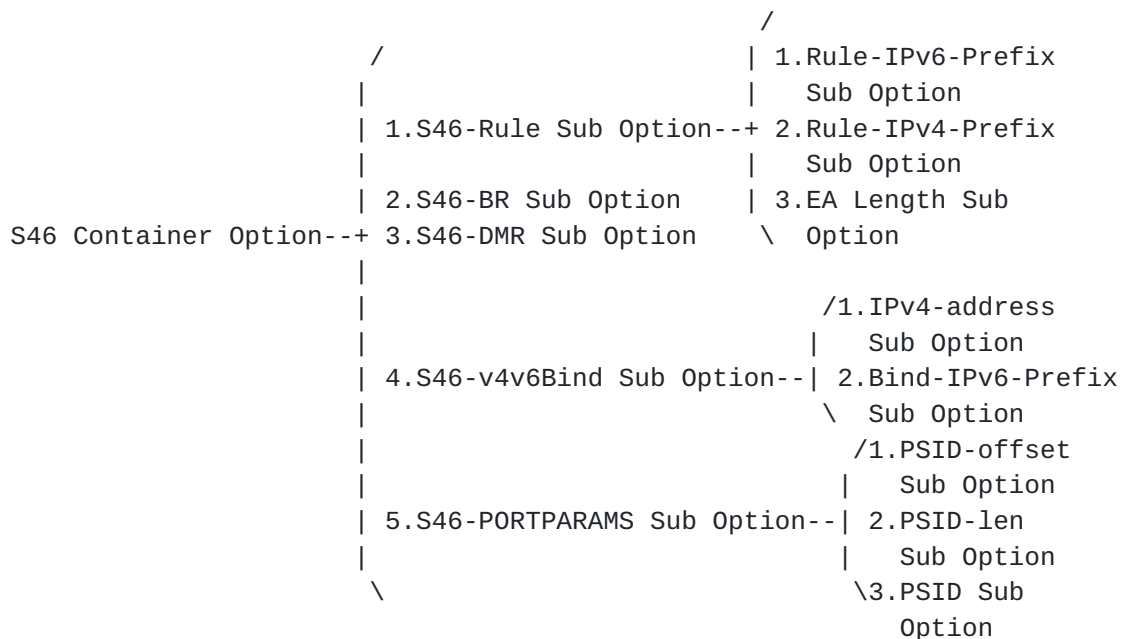 /
                       /                       | 1.Rule-IPv6-Prefix
                      |                        |   Sub Option
                      | 1.S46-Rule Sub Option--+ 2.Rule-IPv4-Prefix
                      |                        |   Sub Option
                      | 2.S46-BR Sub Option    | 3.EA Length Sub
S46 Container Option--+ 3.S46-DMR Sub Option    \  Option
                      |
                      |                             /1.IPv4-address
                      |                            |   Sub Option
                      | 4.S46-v4v6Bind Sub Option--| 2.Bind-IPv6-Prefix
                      |                             \  Sub Option
                      |                               /1.PSID-offset
                      |                              |   Sub Option
                      | 5.S46-PORTPARAMS Sub Option--| 2.PSID-len
                      |                              |   Sub Option
                       \                              \3.PSID Sub
                                                         Option